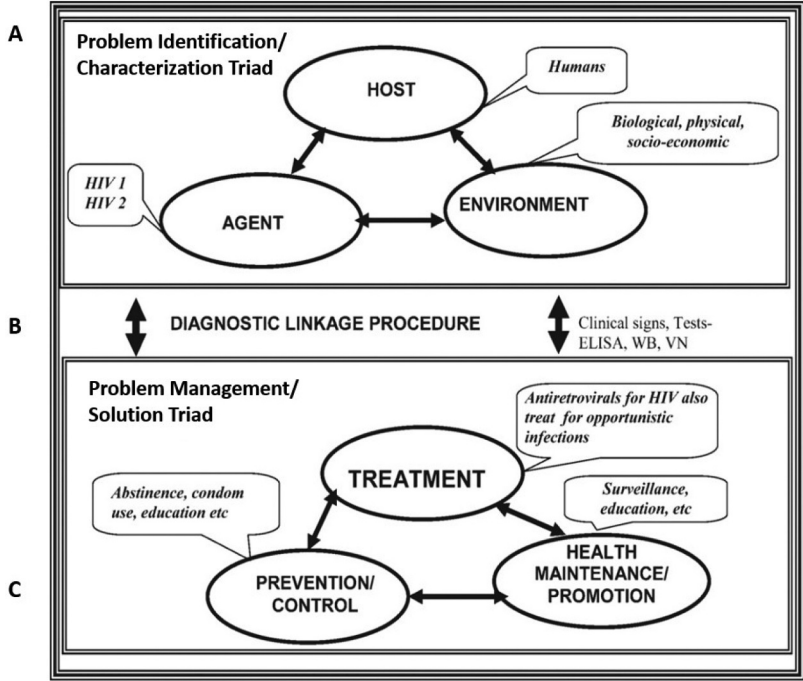 A
Problem Identification/
Characterization Triad
HOST
Humans
Biological, physical,
socio-economic
HIV 1
HIV 2
AGENT
ENVIRONMENT
B
DIAGNOSTIC LINKAGE PROCEDURE
Clinical signs, Tests-
ELISA, WB, VN
Problem Management/
Solution Triad
Antiretrovirals for HIV also
treat for opportunistic
infections
TREATMENT
Abstinence, condom
use, education etc
Surveillance,
education, etc
C
PREVENTION/
CONTROL
HEALTH
MAINTENANCE/
PROMOTION